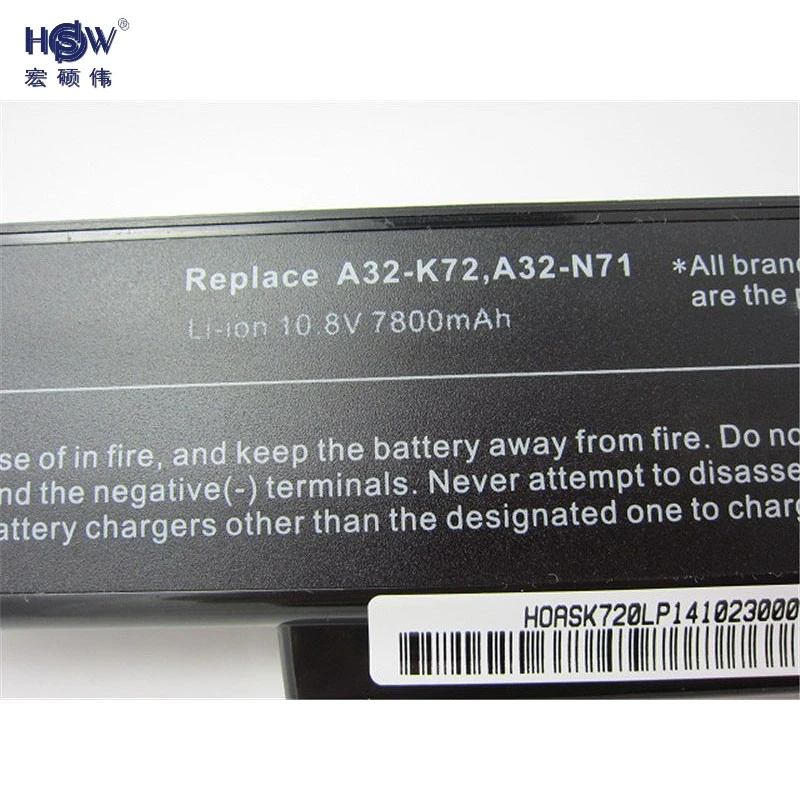 HSW®
宏硕伟
Replace A32-K72,A32-N71
*All bran
Li-ion 10.8V 7800mAh
are the
se of in fire, and keep the battery away from fire. Do no
nd the negative(-) terminals. Never attempt to disasse
attery chargers other than the designated one to charg
HOASK720LP141023000